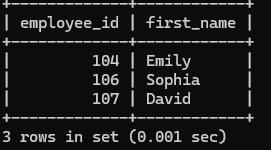 +-------------+------------+
| employee_id | first_name |
+-------------+------------+
|         104 | Emily      |
|         106 | Sophia     |
|         107 | David      |
+-------------+------------+
3 rows in set (0.001 sec)